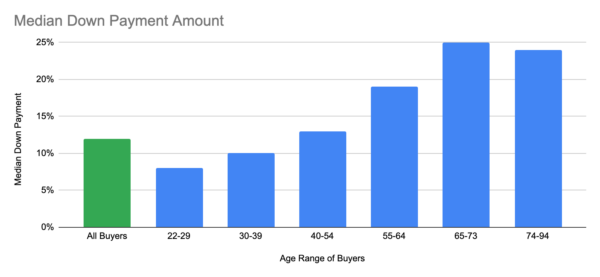 Median Down Payment Amount
25%
20%
15%
10%
5%
0%
Median Down Payment
All Buyers 22-29 30-39 40-54 55-64 65-73 74-94
Age Range of Buyers